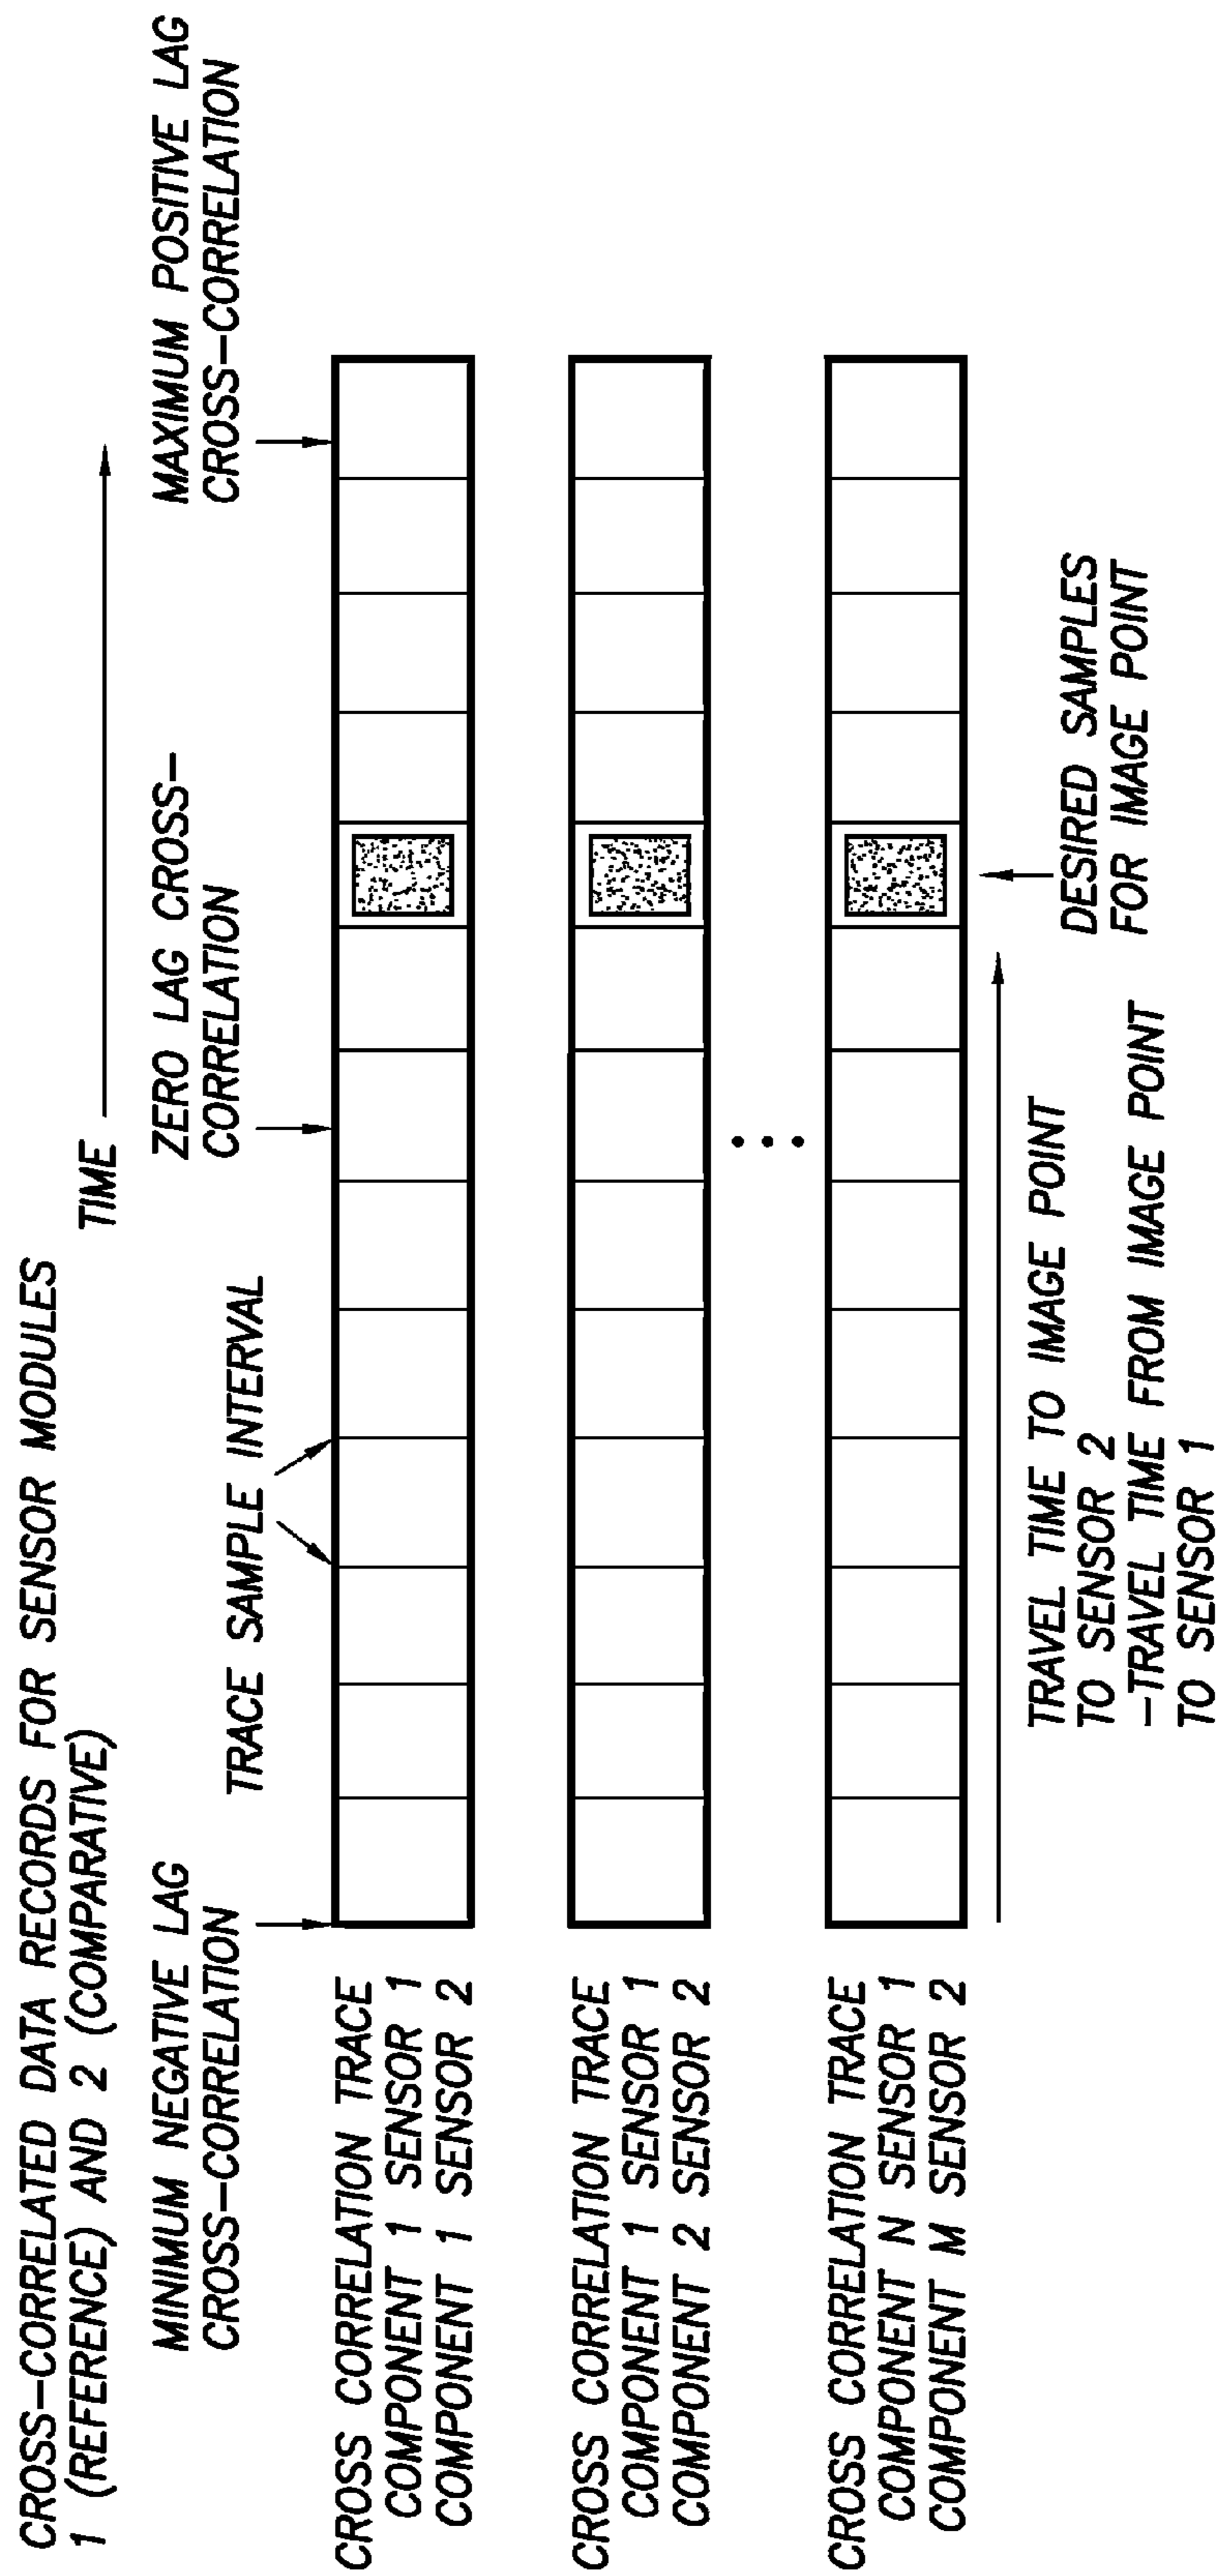 CROSS-CORRELATED DATA RECORDS FOR SENSOR MODULES
1 (REFERENCE) AND 2 (COMPARATIVE)
TIME
MINIMUM NEGATIVE LAG
CROSS-CORRELATION
TRACE SAMPLE INTERVAL
ZERO LAG CROSS-
CORRELATION
MAXIMUM POSITIVE LAG
CROSS-CORRELATION
CROSS CORRELATION TRACE
COMPONENT 1 SENSOR 1
COMPONENT 1 SENSOR 2
CROSS CORRELATION TRACE
COMPONENT 1 SENSOR 1
COMPONENT 2 SENSOR 2
CROSS CORRELATION TRACE
COMPONENT N SENSOR 1
COMPONENT M SENSOR 2
TRAVEL TIME TO IMAGE POINT
TO SENSOR 2
-TRAVEL TIME FROM IMAGE POINT
TO SENSOR 1
DESIRED SAMPLES
FOR IMAGE POINT